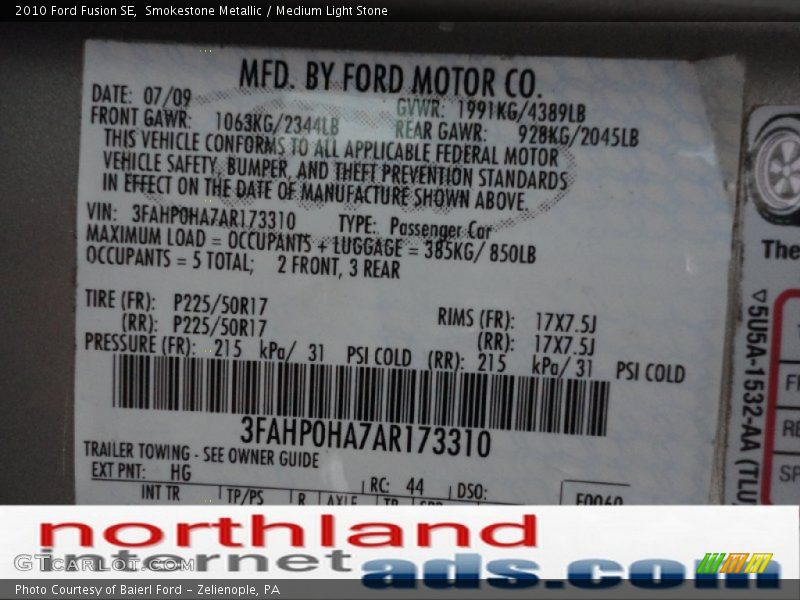 2010 Ford Fusion SE, Smokestone Metallic / Medium Light Stone
MFD. BY FORD MOTOR CO.
DATE: 07/09 GVWR: 1991KG/4389LB
FRONT GAWR: 1063KG/2344LB REAR GAWR: 928KG/2045LB
THIS VEHICLE CONFORMS TO ALL APPLICABLE FEDERAL MOTOR
VEHICLE SAFETY, BUMPER, AND THEFT PREVENTION STANDARDS
IN EFFECT ON THE DATE OF MANUFACTURE SHOWN ABOVE.
VIN: 3FAHP0HA7AR173310 TYPE: Passenger Car
MAXIMUM LOAD = OCCUPANTS + LUGGAGE = 385KG/ 850LB
OCCUPANTS = 5 TOTAL; 2 FRONT, 3 REAR
TIRE (FR): P225/50R17 RIMS (FR): 17X7.5J
(RR): P225/50R17 (RR): 17X7.5J
PRESSURE (FR): 215 kPa/ 31 PSI COLD (RR): 215 kPa/ 31 PSI COLD
3FAHP0HA7AR173310
TRAILER TOWING - SEE OWNER GUIDE
EXT PNT: HG RC: 44 DSO:
INT TR TP/PS R AXLE TR
The
5U5A-1532-AA (TLU
northland
internet
ads.com
GTCarLot.com
Photo Courtesy of Baierl Ford - Zelienople, PA